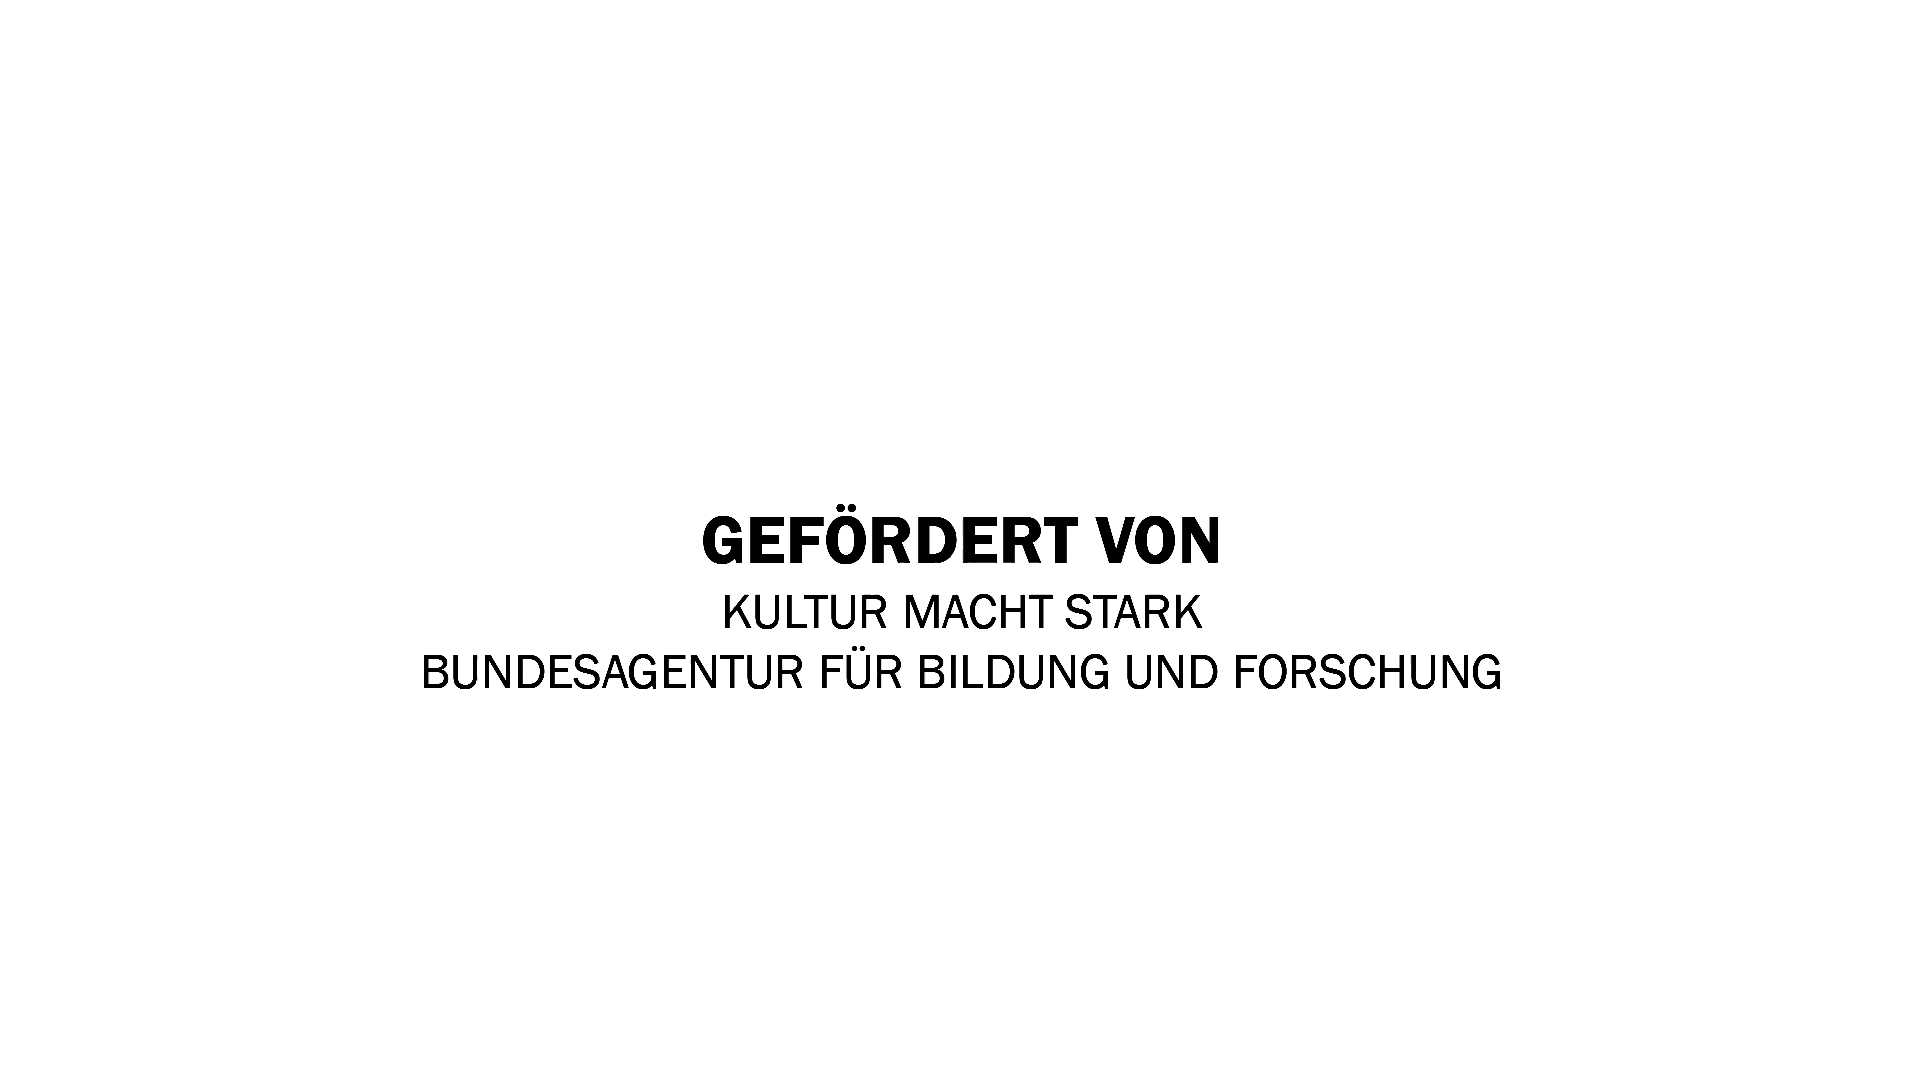 GEFÖRDERT VON
KULTUR MACHT STARK
BUNDESAGENTUR FÜR BILDUNG UND FORSCHUNG